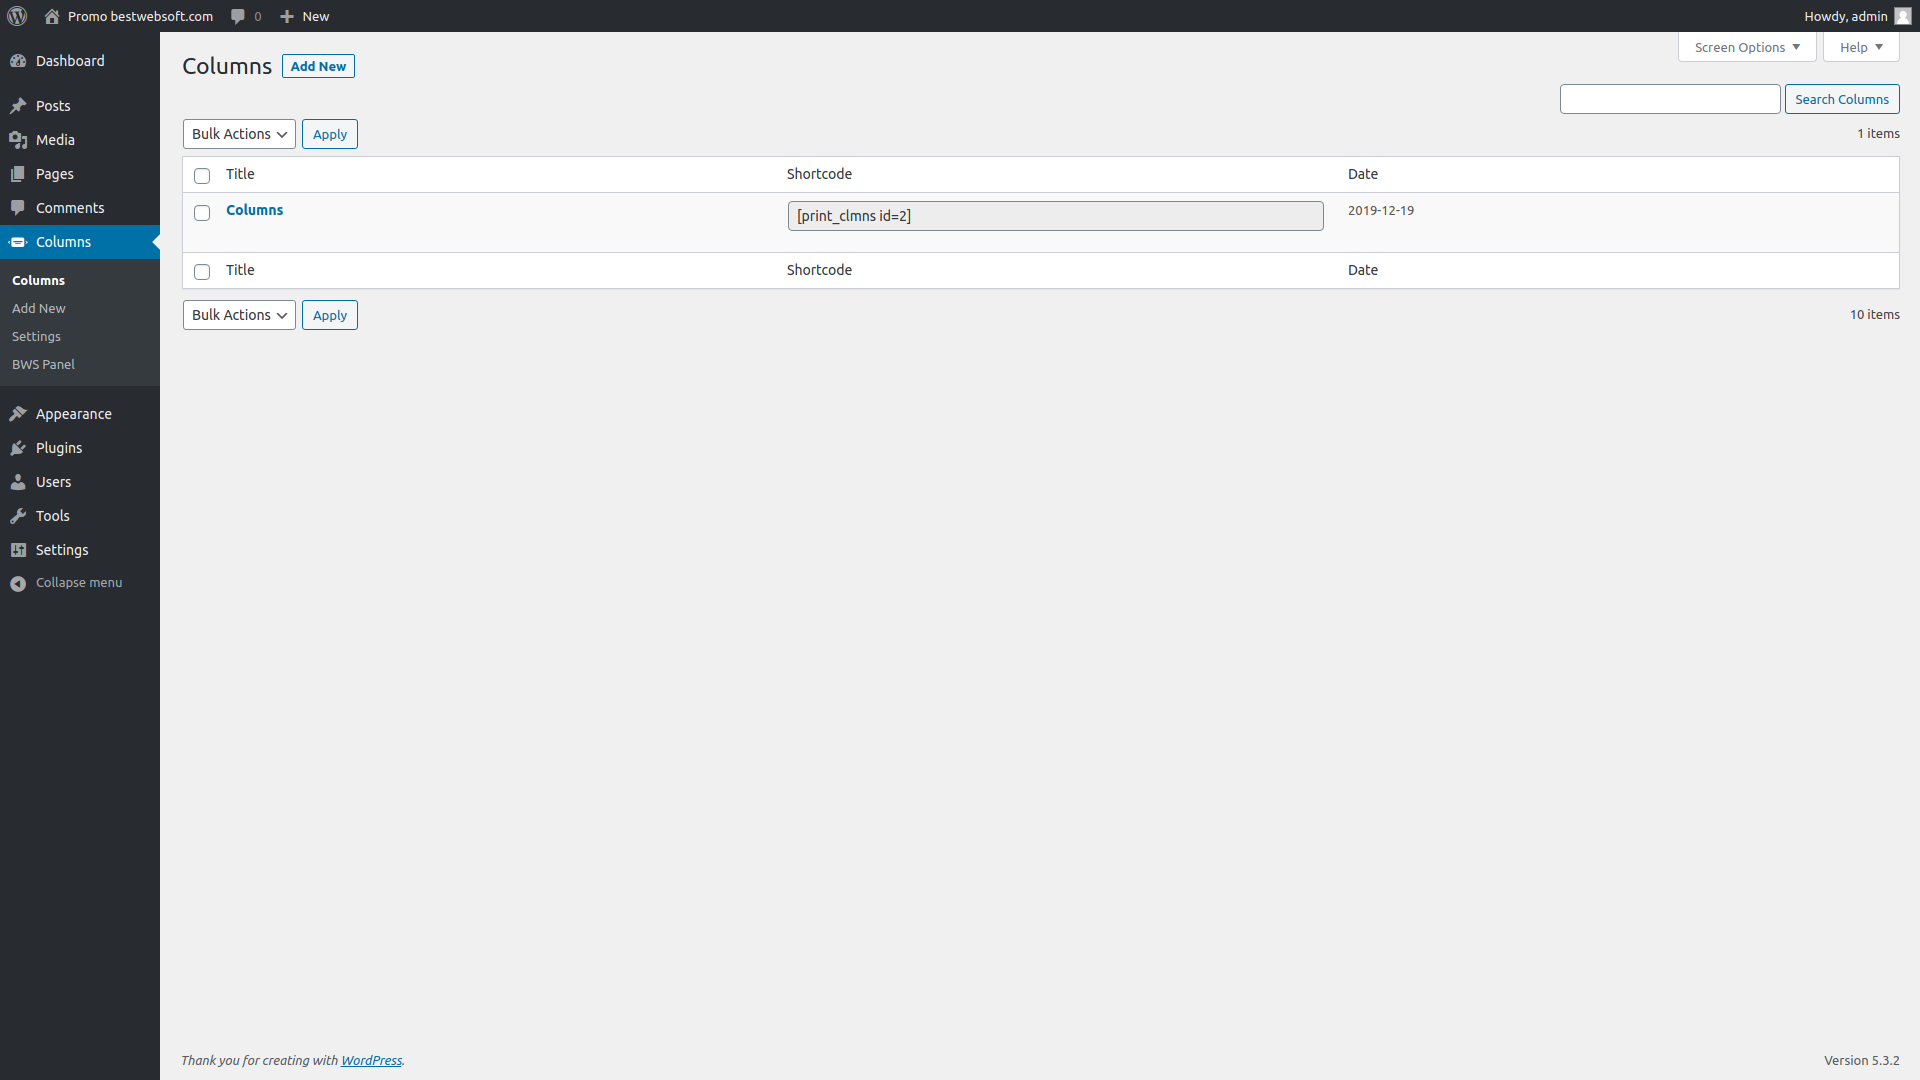 Promo bestwebsoft.com 0 New Howdy, admin
Screen Options Help
Dashboard
Posts
Media
Pages
Comments
Columns
Columns
Add New
Settings
BWS Panel
Appearance
Plugins
Users
Tools
Settings
Collapse menu
Columns Add New
Search Columns
Bulk Actions Apply 1 items
Title Shortcode Date
Columns [print_clmns id=2] 2019-12-19
Title Shortcode Date
Bulk Actions Apply 10 items
Thank you for creating with WordPress. Version 5.3.2